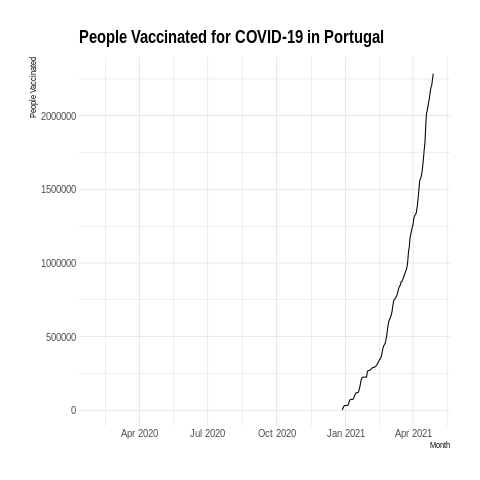 People Vaccinated for COVID-19 in Portugal
People Vaccinated
2000000
1500000
1000000
500000
0
Apr 2020 Jul 2020 Oct 2020 Jan 2021 Apr 2021
Month